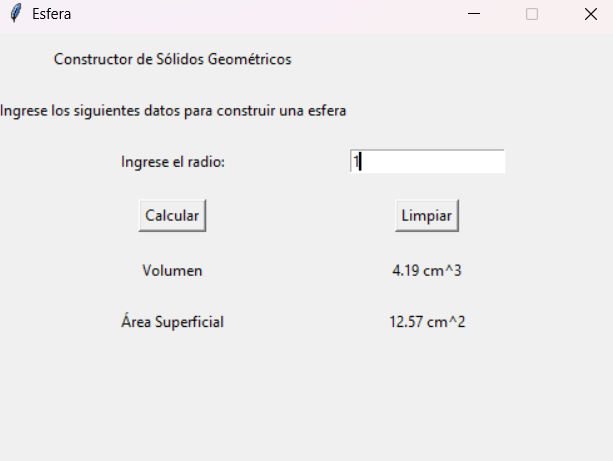 Esfera
Constructor de Sólidos Geométricos
Ingrese los siguientes datos para construir una esfera
Ingrese el radio: 1
Calcular Limpiar
Volumen 4.19 cm^3
Área Superficial 12.57 cm^2